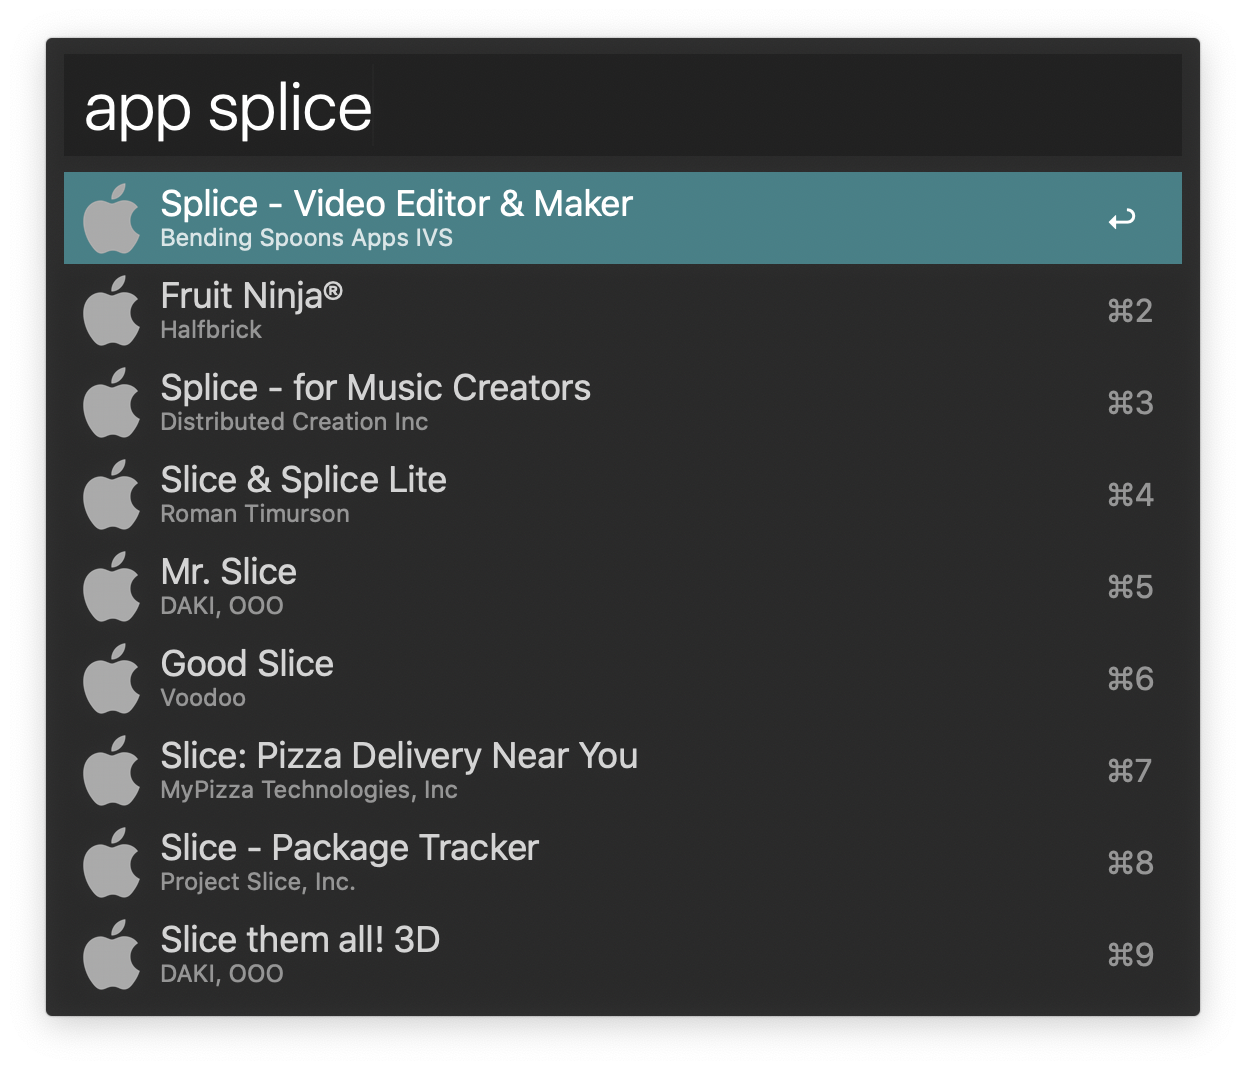 app splice
Splice - Video Editor & Maker
Bending Spoons Apps IVS
Fruit Ninja®
Halfbrick
⌘2
Splice - for Music Creators
Distributed Creation Inc
⌘3
Slice & Splice Lite
Roman Timurson
⌘4
Mr. Slice
DAKI, OOO
⌘5
Good Slice
Voodoo
⌘6
Slice: Pizza Delivery Near You
MyPizza Technologies, Inc
⌘7
Slice - Package Tracker
Project Slice, Inc.
⌘8
Slice them all! 3D
DAKI, OOO
⌘9